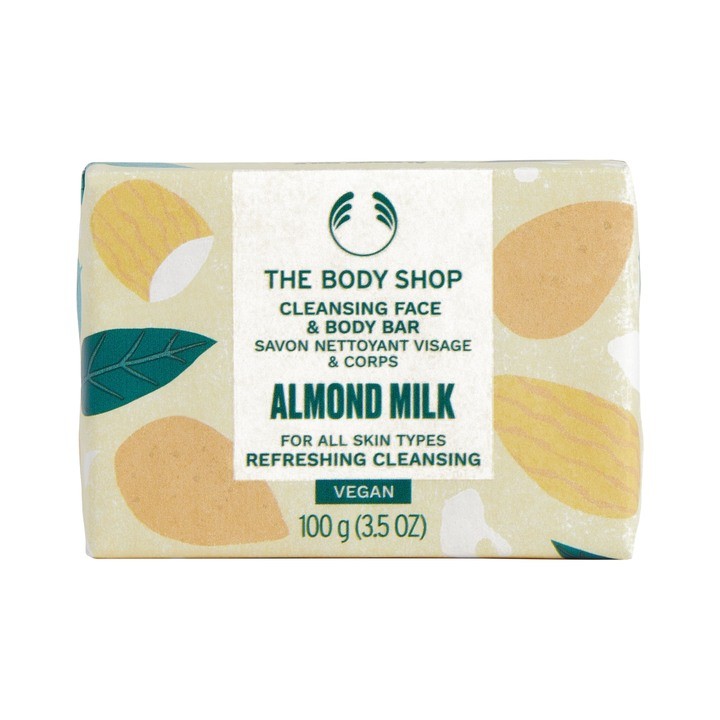 THE BODY SHOP
CLEANSING FACE
& BODY BAR
SAVON NETTOYANT VISAGE
& CORPS
ALMOND MILK
FOR ALL SKIN TYPES
REFRESHING CLEANSING
VEGAN
100 g (3.5 OZ)